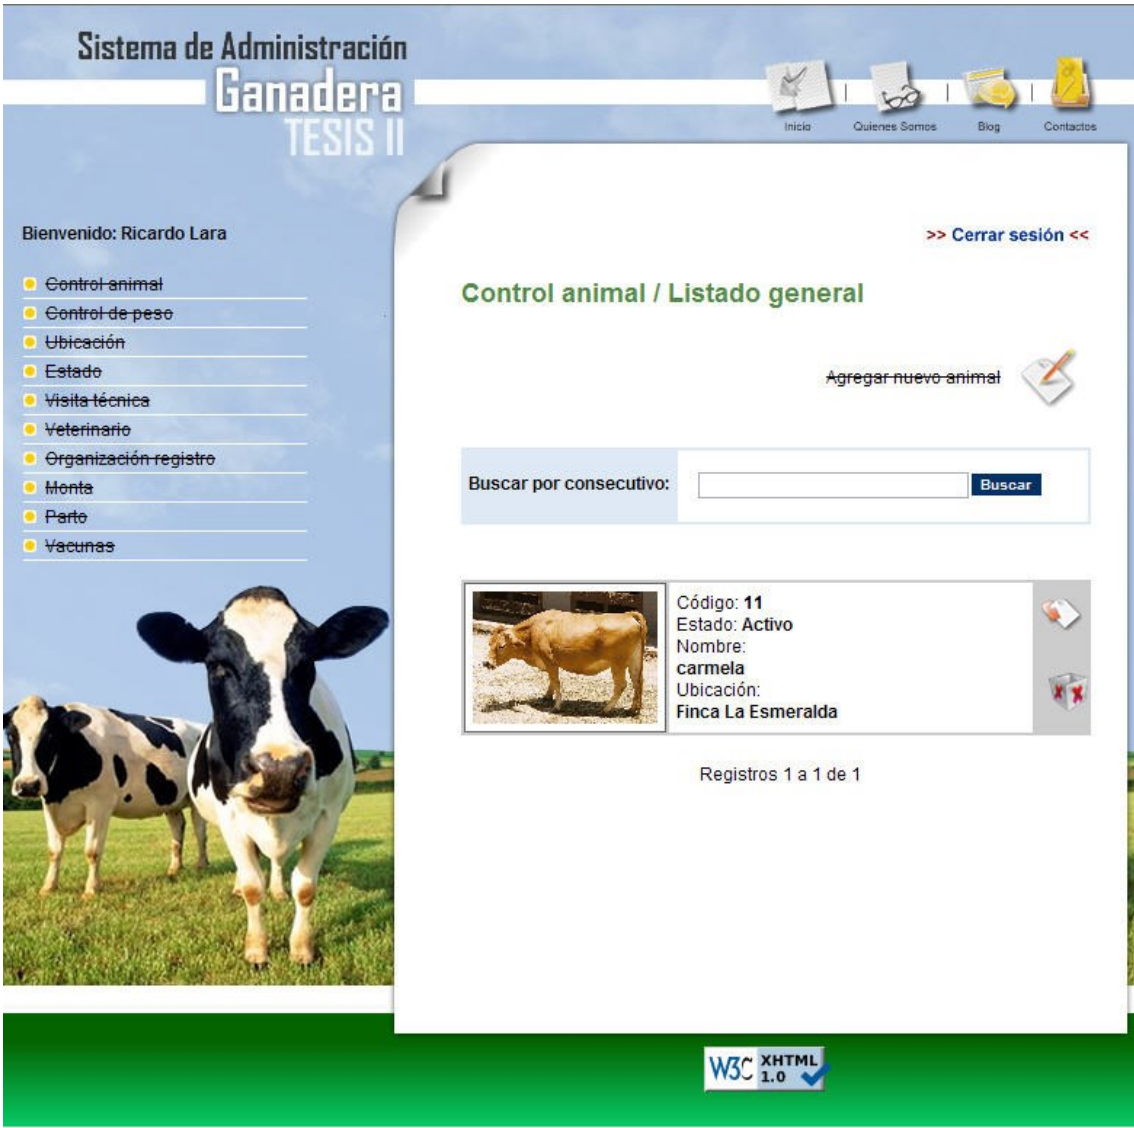 Sistema de Administración
Ganadera
TESIS II
Inicio
Quienes Somos
Blog
Contactos
Bienvenido: Ricardo Lara
>> Cerrar sesión <<
Control animal
Control de peso
Ubicación
Estado
Visita técnica
Veterinario
Organización registro
Monta
Parto
Vacunas
Control animal / Listado general
Agregar nuevo animal
Buscar por consecutivo:
Buscar
Código: 11
Estado: Activo
Nombre:
carmela
Ubicación:
Finca La Esmeralda
Registros 1 a 1 de 1
W3C XHTML
1.0